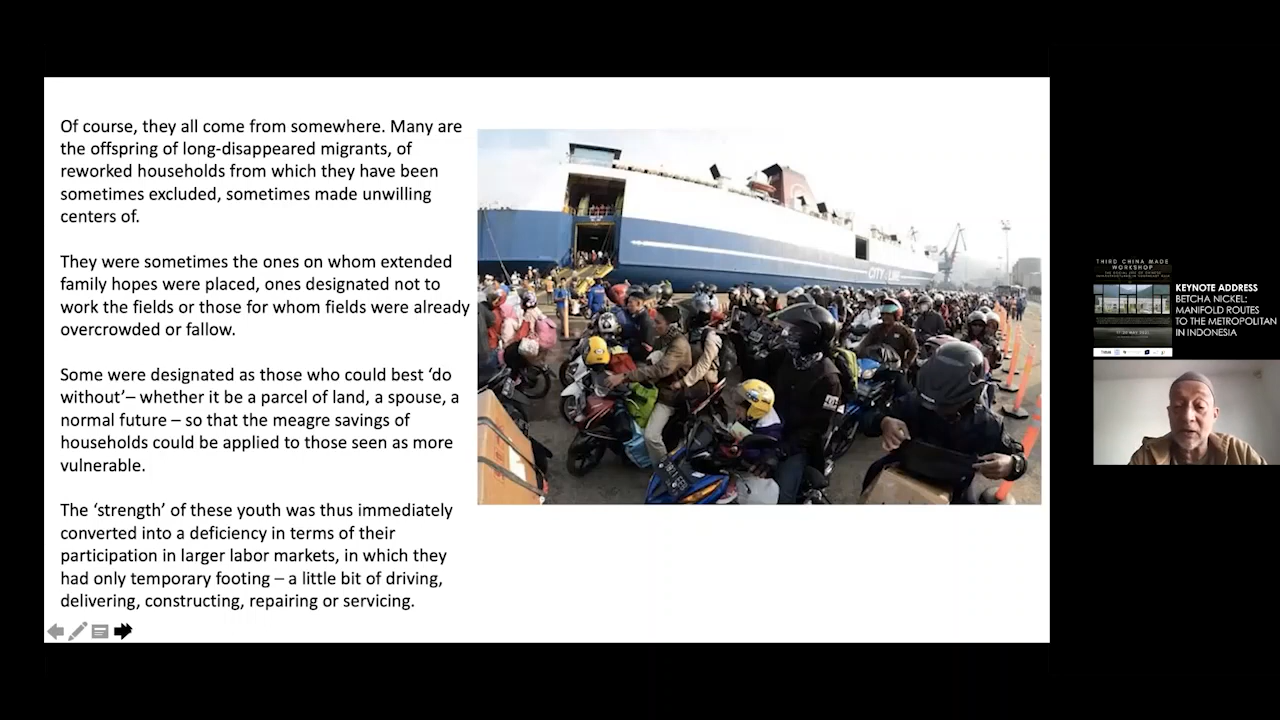 Of course, they all come from somewhere. Many are
the offspring of long-disappeared migrants, of
reworked households from which they have been
sometimes excluded, sometimes made unwilling
centers of.
They were sometimes the ones on whom extended
family hopes were placed, ones designated not to
work the fields or those for whom fields were already
overcrowded or fallow.
Some were designated as those who could best ‘do
without’– whether it be a parcel of land, a spouse, a
normal future – so that the meagre savings of
households could be applied to those seen as more
vulnerable.
The ‘strength’ of these youth was thus immediately
converted into a deficiency in terms of their
participation in larger labor markets, in which they
had only temporary footing – a little bit of driving,
delivering, constructing, repairing or servicing.
CITY LINE
THIRD CHINA MADE
WORKSHOP
KEYNOTE ADDRESS
BETCHA NICKEL:
MANIFOLD ROUTES
TO THE METROPOLITAN
IN INDONESIA